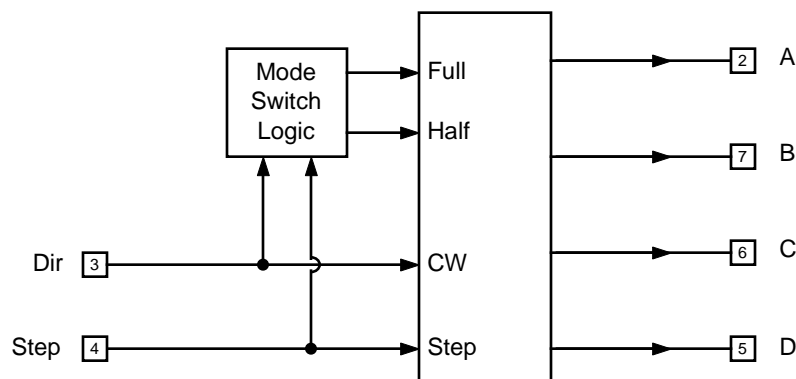 Mode
Switch
Logic
Full
Half
CW
Step
Dir 3
Step 4
2 A
7 B
6 C
5 D